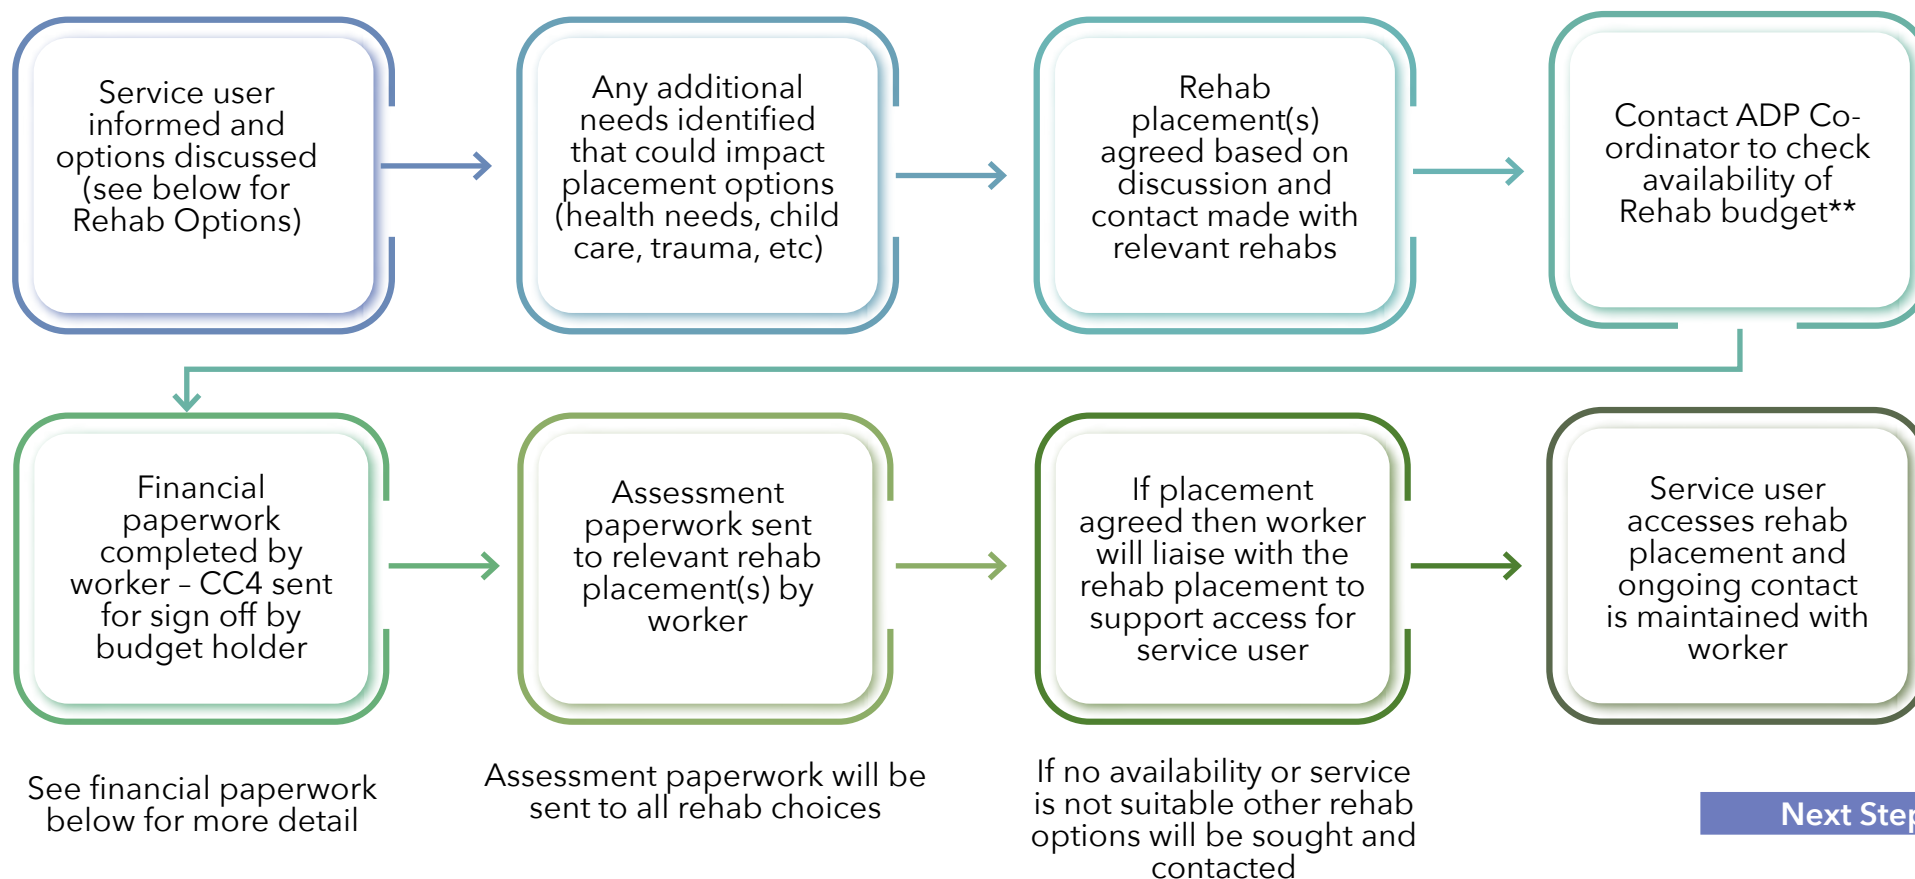 Service user
informed and
options discussed
(see below for
Rehab Options)
Any additional
needs identified
that could impact
placement options
(health needs, child
care, trauma, etc)
Rehab
placement(s)
agreed based on
discussion and
contact made with
relevant rehabs
Contact ADP Co-
ordinator to check
availability of
Rehab budget**
Financial
paperwork
completed by
worker – CC4 sent
for sign off by
budget holder
Assessment
paperwork sent
to relevant rehab
placement(s) by
worker
If placement
agreed then worker
will liaise with the
rehab placement to
support access for
service user
Service user
accesses rehab
placement and
ongoing contact
is maintained with
worker
See financial paperwork
below for more detail
Assessment paperwork will be
sent to all rehab choices
If no availability or service
is not suitable other rehab
options will be sought and
contacted
Next Step